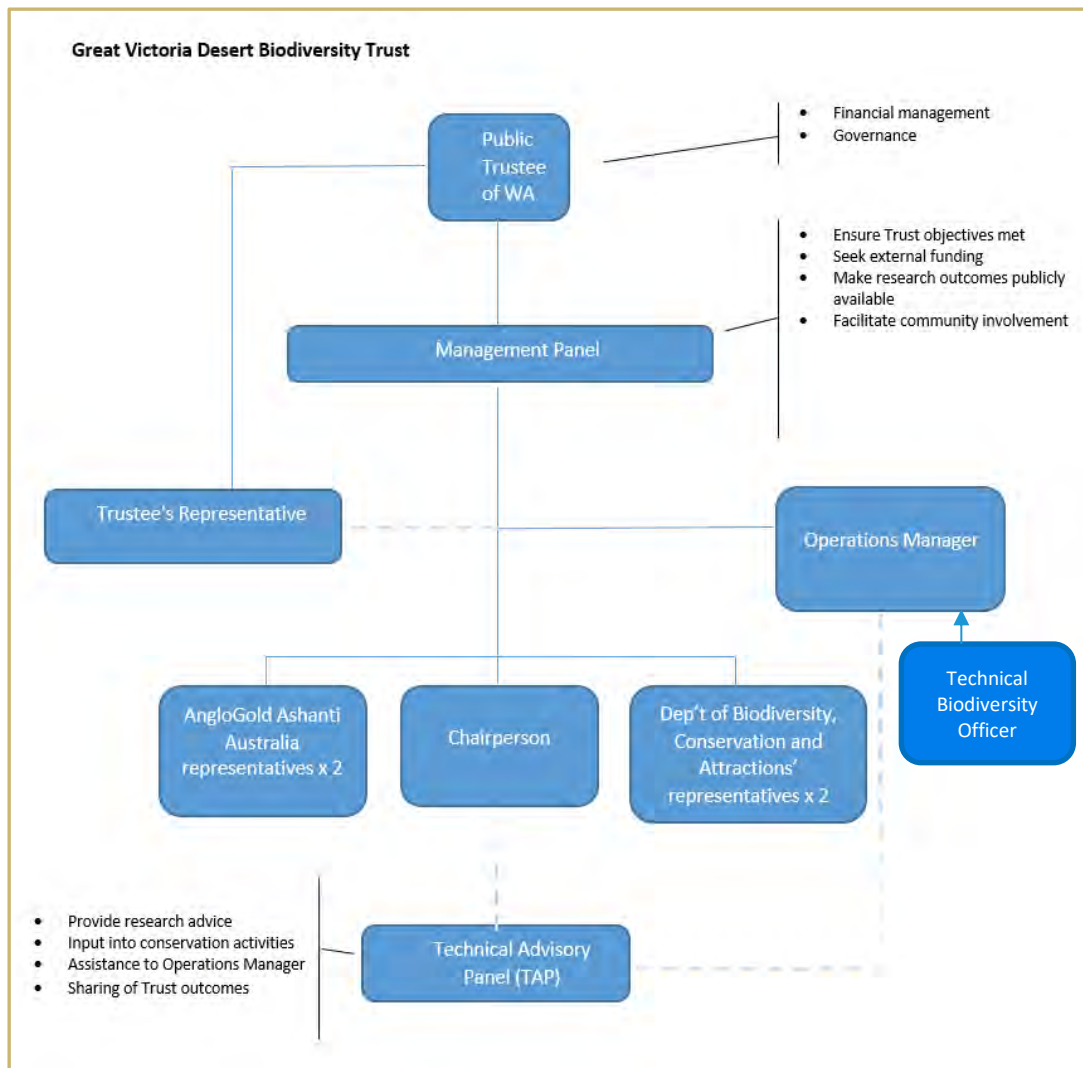 Great Victoria Desert Biodiversity Trust
• Financial management
• Governance
Public
Trustee
of WA
• Ensure Trust objectives met
• Seek external funding
• Make research outcomes publicly
available
• Facilitate community involvement
Management Panel
Trustee's Representative
Operations Manager
Technical
Biodiversity
Officer
AngloGold Ashanti
Australia
representatives x 2
Chairperson
Dep't of Biodiversity,
Conservation and
Attractions'
representatives x 2
• Provide research advice
• Input into conservation activities
• Assistance to Operations Manager
• Sharing of Trust outcomes
Technical Advisory
Panel (TAP)